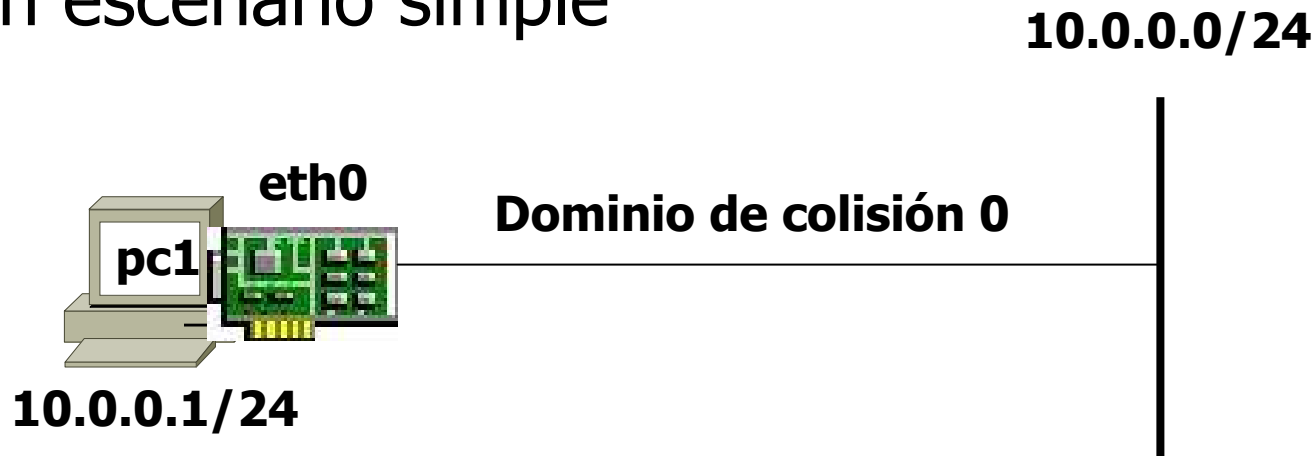 n escenario simple
10.0.0.0/24
eth0
Dominio de colisión 0
pc1
10.0.0.1/24